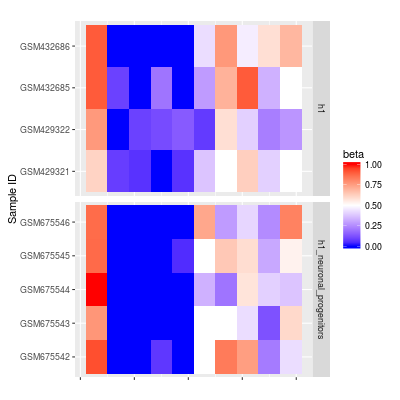 Sample ID
GSM432686
GSM432685
GSM429322
GSM429321
h1
GSM675546
GSM675545
GSM675544
GSM675543
GSM675542
h1_neuronal_progenitors
beta
1.00
0.75
0.50
0.25
0.00